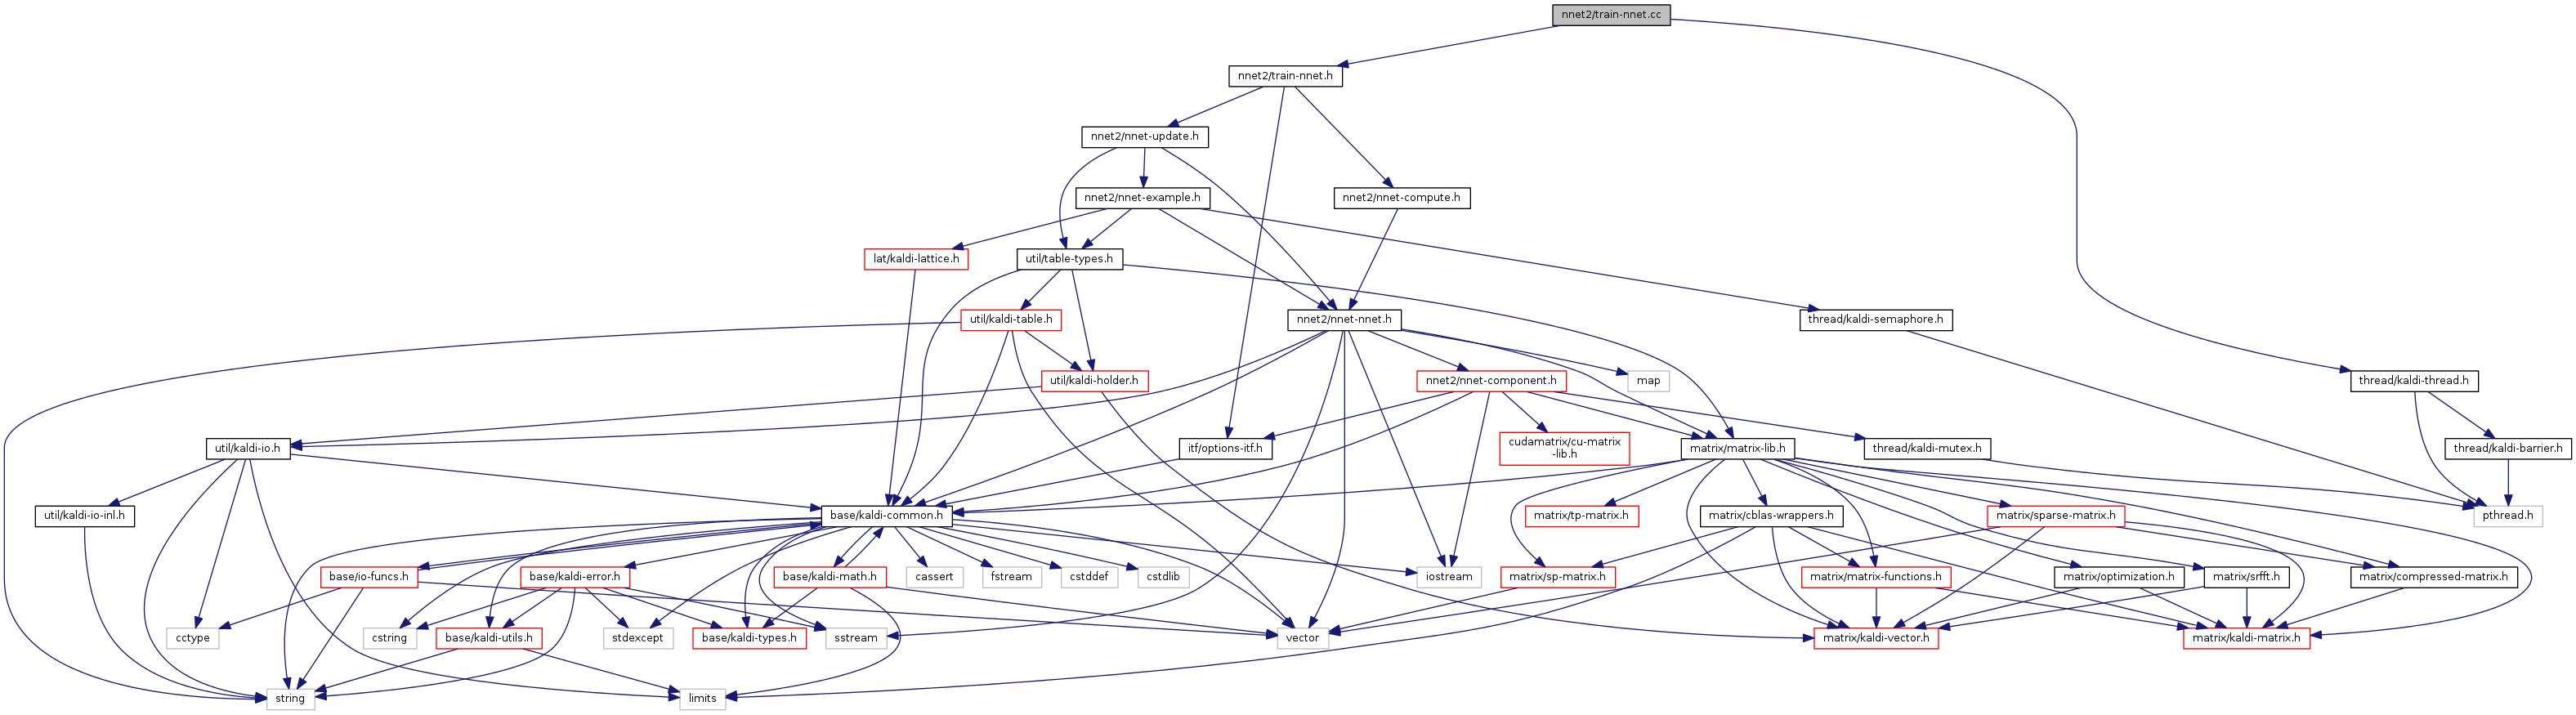 nnet2/train-nnet.cc
nnet2/train-nnet.h
nnet2/nnet-update.h
nnet2/nnet-example.h
nnet2/nnet-compute.h
lat/kaldi-lattice.h
util/table-types.h
util/kaldi-table.h
nnet2/nnet-nnet.h
thread/kaldi-semaphore.h
util/kaldi-holder.h
nnet2/nnet-component.h
map
thread/kaldi-thread.h
util/kaldi-io.h
itf/options-itf.h
cudamatrix/cu-matrix
-lib.h
matrix/matrix-lib.h
thread/kaldi-mutex.h
thread/kaldi-barrier.h
util/kaldi-io-inl.h
base/kaldi-common.h
matrix/tp-matrix.h
matrix/cblas-wrappers.h
matrix/sparse-matrix.h
pthread.h
base/io-funcs.h
base/kaldi-error.h
base/kaldi-math.h
cassert
fstream
cstddef
cstdlib
iostream
matrix/sp-matrix.h
matrix/matrix-functions.h
matrix/optimization.h
matrix/srfft.h
matrix/compressed-matrix.h
cctype
cstring
base/kaldi-utils.h
stdexcept
base/kaldi-types.h
sstream
vector
matrix/kaldi-vector.h
matrix/kaldi-matrix.h
string
limits